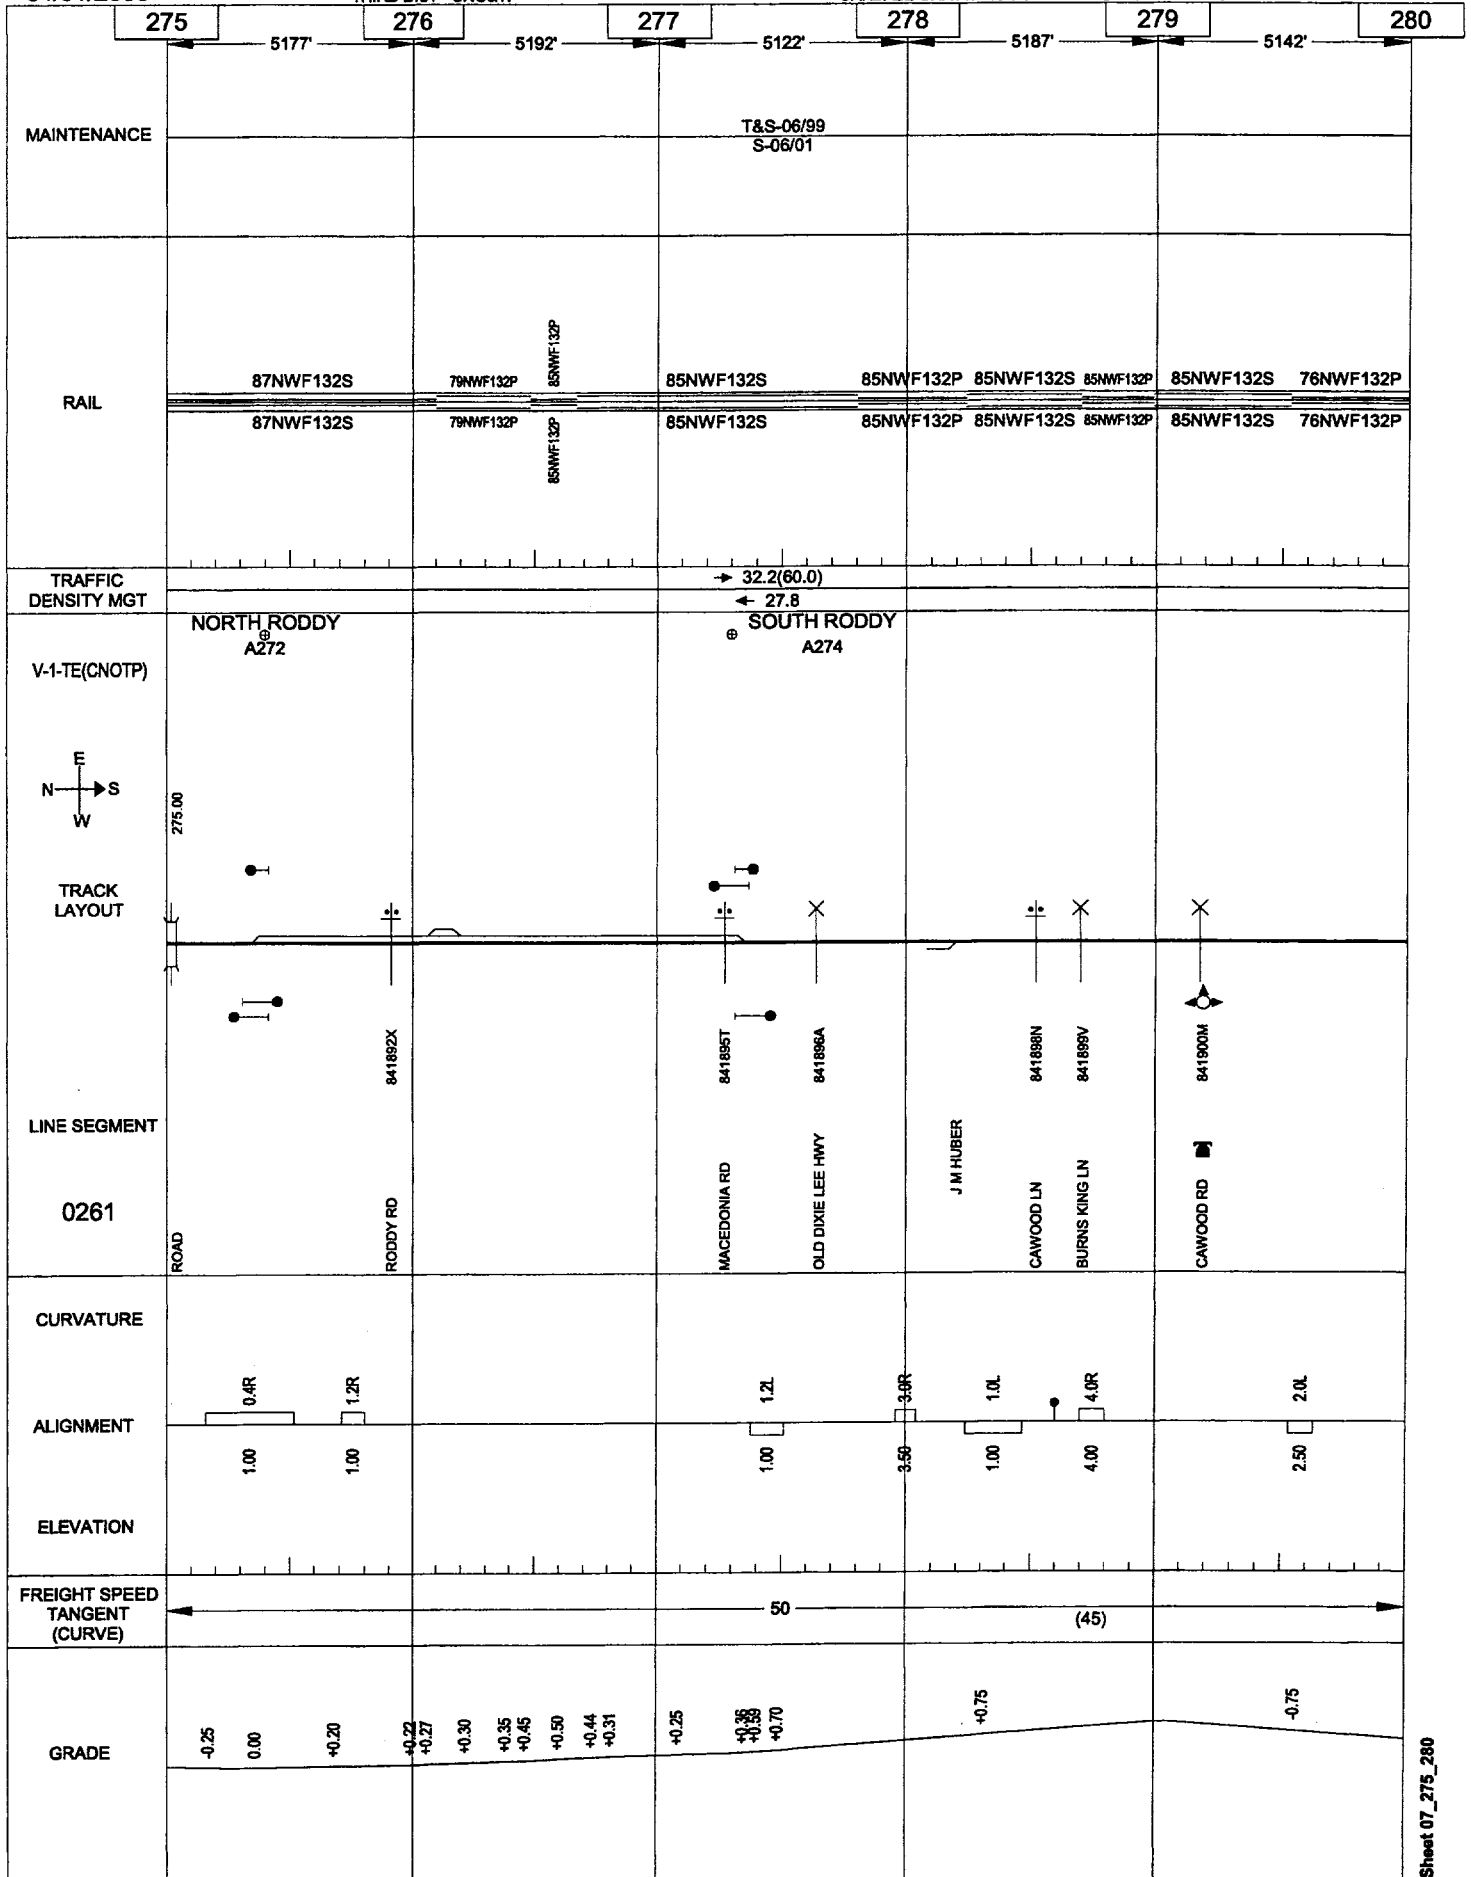 275 276 277 278 279 280
5177' 5192' 5122' 5187' 5142'
MAINTENANCE
T&S-06/99
S-06/01
RAIL
87NWF132S 79NWF132P 85NWF132P 85NWF132S 85NWF132P 85NWF132S 85NWF132P 85NWF132S 76NWF132P
87NWF132S 79NWF132P 85NWF132P 85NWF132S 85NWF132P 85NWF132S 85NWF132P 85NWF132S 76NWF132P
TRAFFIC
DENSITY MGT
32.2(60.0)
27.8
NORTH RODDY
A272
SOUTH RODDY
A274
V-1-TE(CNOTP)
E
N S
W
275.00
TRACK
LAYOUT
841892X 841895T 841896A 841898N 841899V 841900M
LINE SEGMENT
0261
ROAD
RODDY RD
MACEDONIA RD
OLD DIXIE LEE HWY
J M HUBER
CAWOOD LN
BURNS KING LN
CAWOOD RD
CURVATURE
0.4R 1.2R 1.2L 3.0R 1.0L 4.0R 2.0L
ALIGNMENT
1.00 1.00 1.00 3.50 1.00 4.00 2.50
ELEVATION
FREIGHT SPEED
TANGENT
(CURVE)
50
(45)
GRADE
-0.25 0.00 +0.20 +0.22 +0.27 +0.30 +0.35 +0.45 +0.50 +0.44 +0.31 +0.25 +0.36 +0.59 +0.70 +0.75 -0.75
Sheet 07_275_280